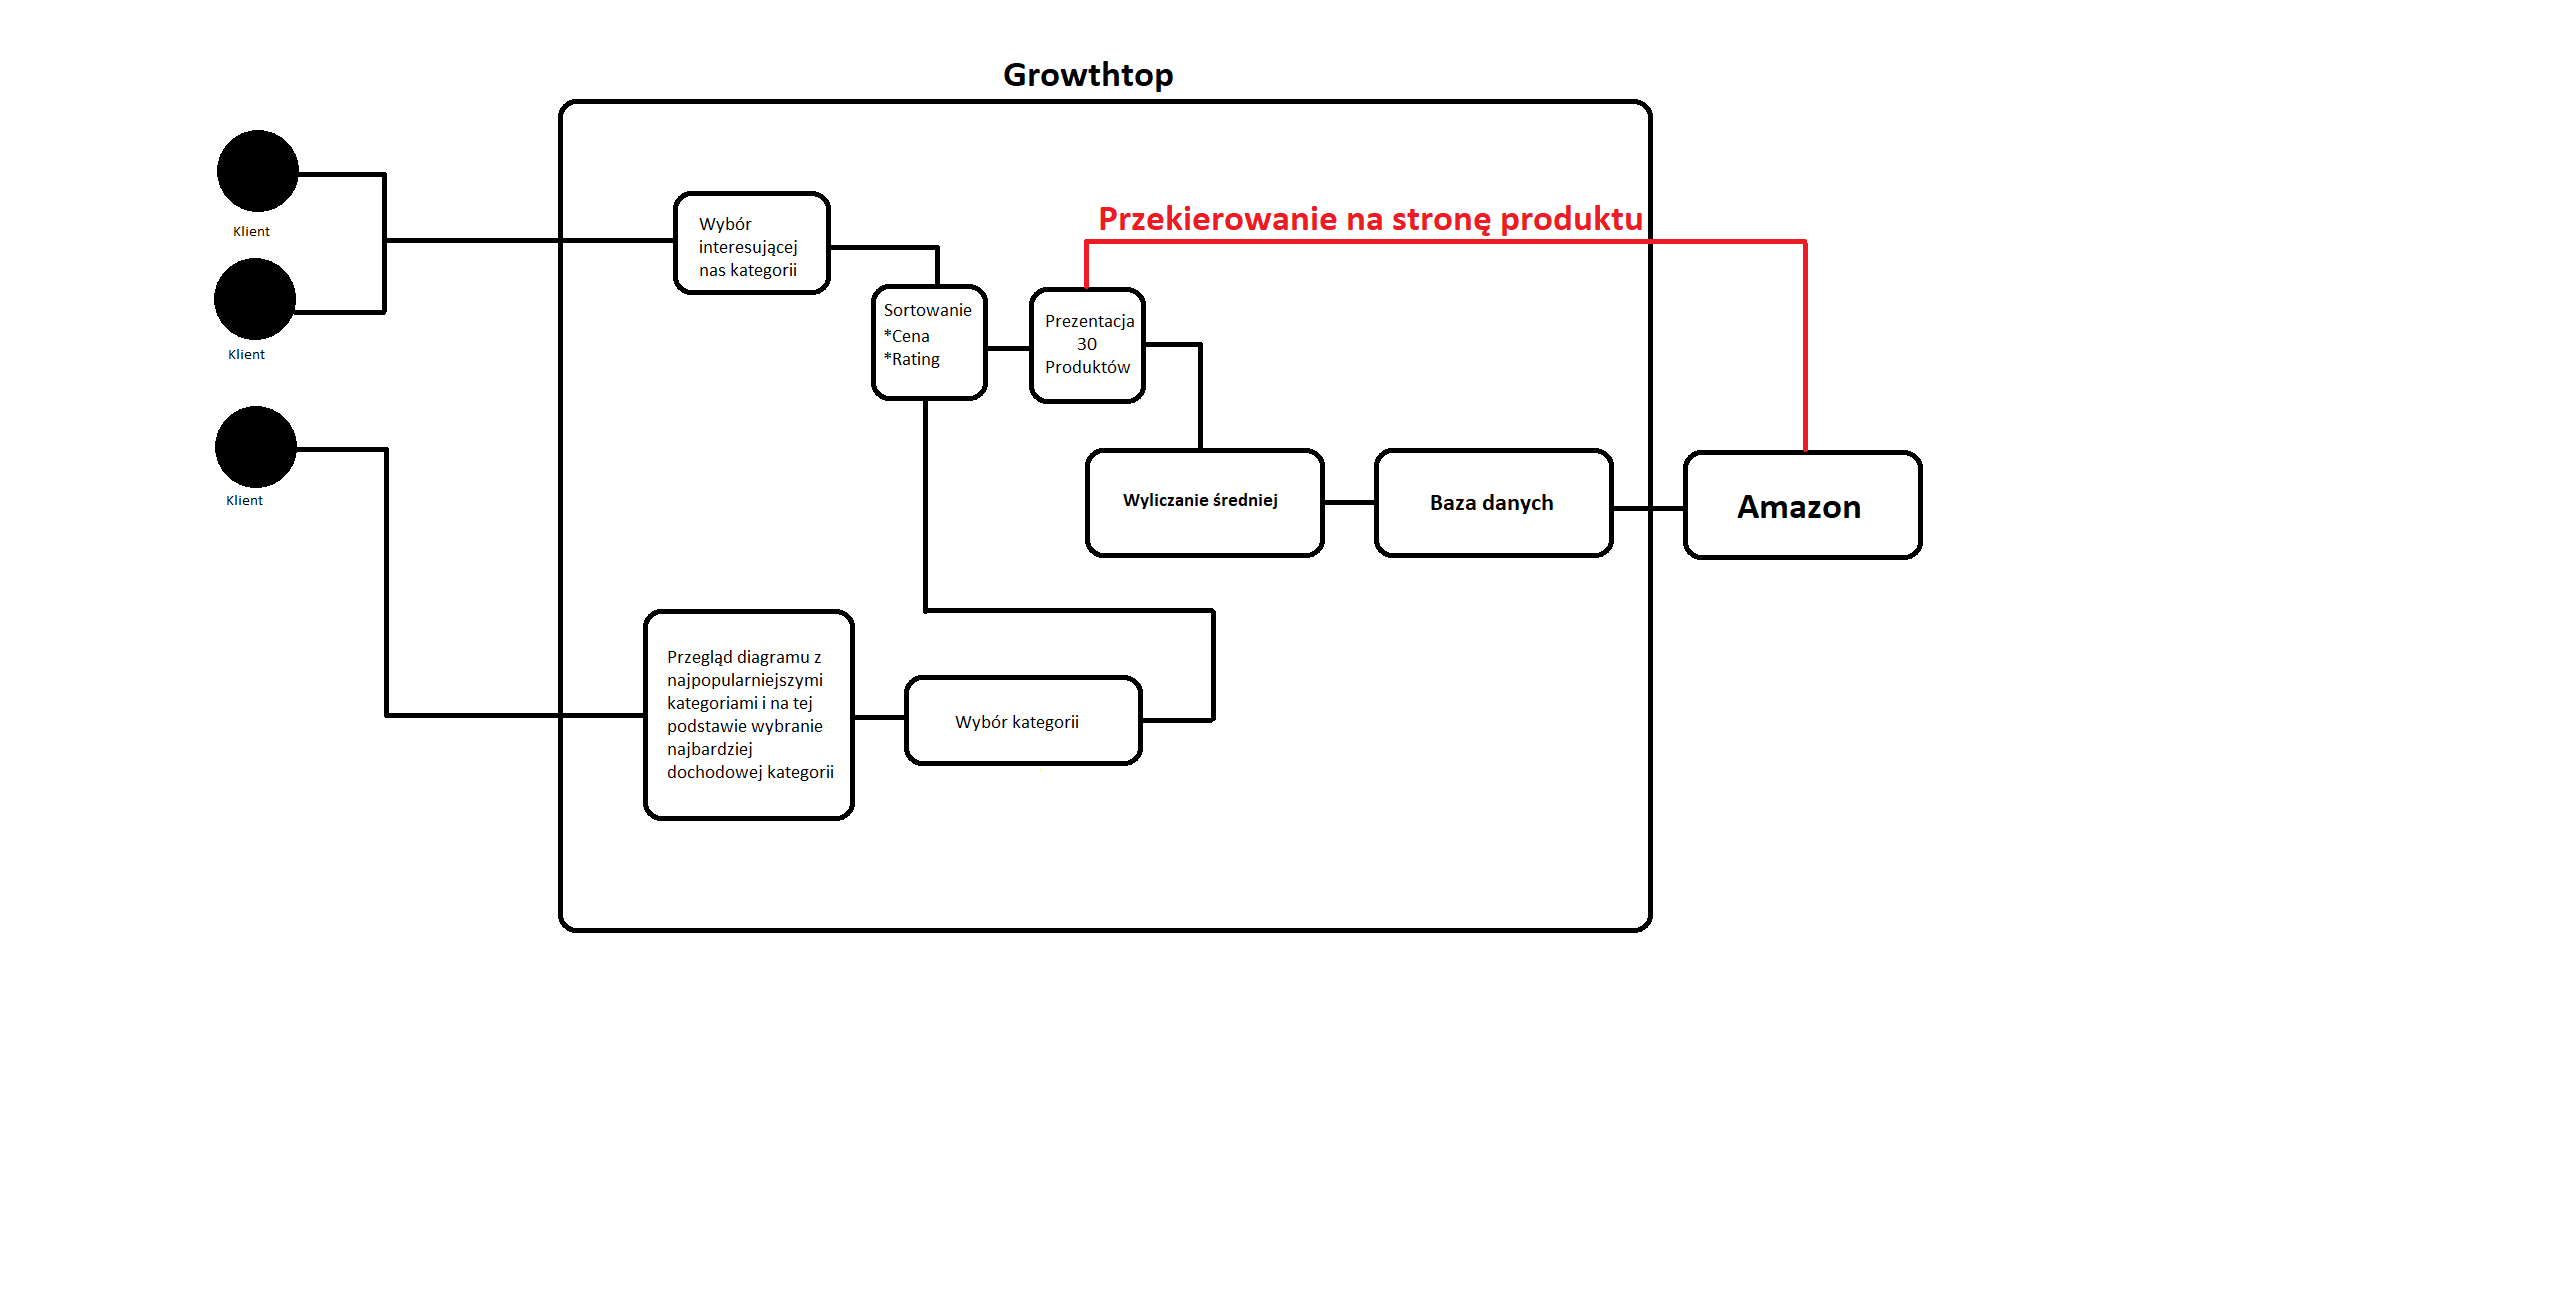 Growthtop
Klient
Klient
Klient
Wybór
interesującej
nas kategorii
Przekierowanie na stronę produktu
Sortowanie
*Cena
*Rating
Prezentacja
30
Produktów
Wyliczanie średniej
Baza danych
Amazon
Przegląd diagramu z
najpopularniejszymi
kategoriami i na tej
podstawie wybranie
najbardziej
dochodowej kategorii
Wybór kategorii